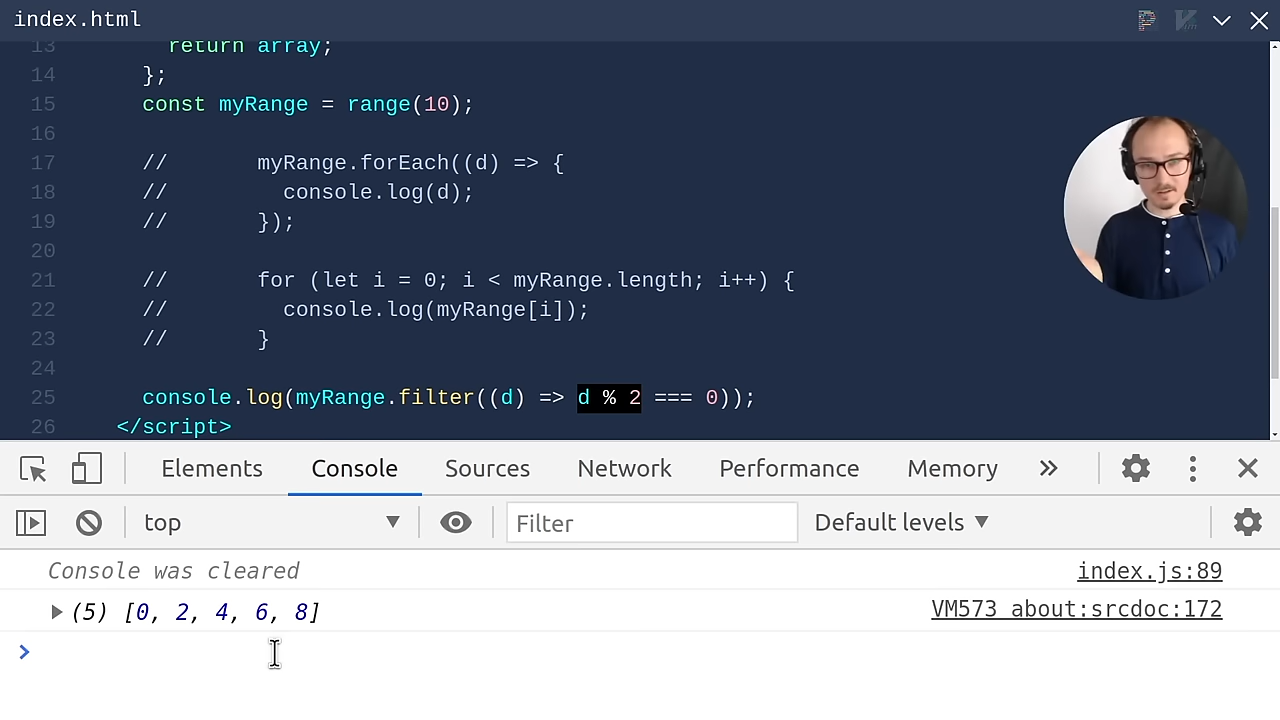 index.html
13 return array;
14 };
15 const myRange = range(10);
16
17 // myRange.forEach((d) => {
18 // console.log(d);
19 // });
20
21 // for (let i = 0; i < myRange.length; i++) {
22 // console.log(myRange[i]);
23 // }
24
25 console.log(myRange.filter((d) => d % 2 === 0));
26 </script>
Elements Console Sources Network Performance Memory
top Filter Default levels
Console was cleared index.js:89
(5) [0, 2, 4, 6, 8] VM573 about:srcdoc:172